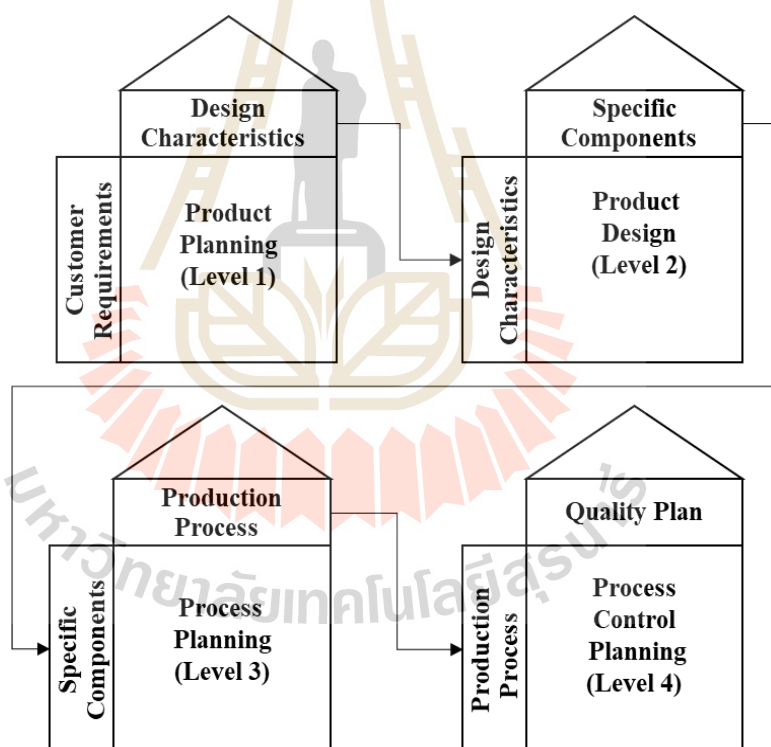 Design
Characteristics
Customer
Requirements
Product
Planning
(Level 1)
Specific
Components
Design
Characteristics
Product
Design
(Level 2)
Production
Process
Specific
Components
Process
Planning
(Level 3)
Quality Plan
Production
Process
Process
Control
Planning
(Level 4)
มหาวิทยาลัยเทคโนโลยีสุรนารี